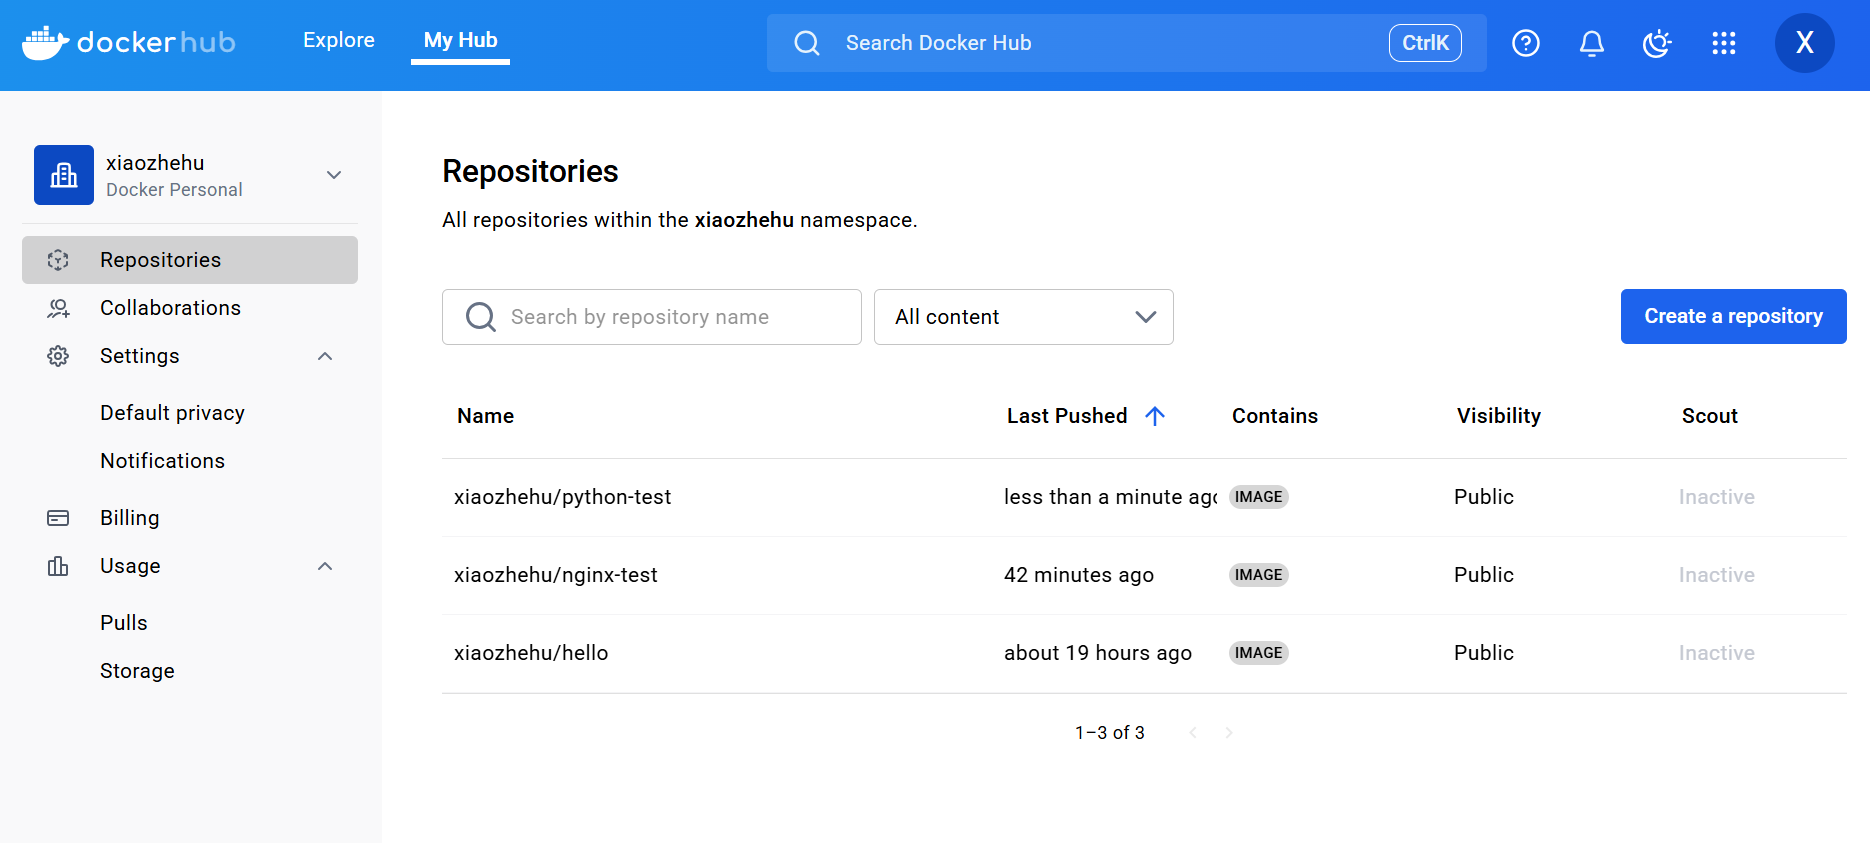 docker hub Explore My Hub Search Docker Hub CtrlK X
xiaozhehu
Docker Personal
Repositories
Collaborations
Settings
Default privacy
Notifications
Billing
Usage
Pulls
Storage
Repositories
All repositories within the xiaozhehu namespace.
Search by repository name All content Create a repository
Name Last Pushed Contains Visibility Scout
xiaozhehu/python-test less than a minute ago IMAGE Public Inactive
xiaozhehu/nginx-test 42 minutes ago IMAGE Public Inactive
xiaozhehu/hello about 19 hours ago IMAGE Public Inactive
1–3 of 3